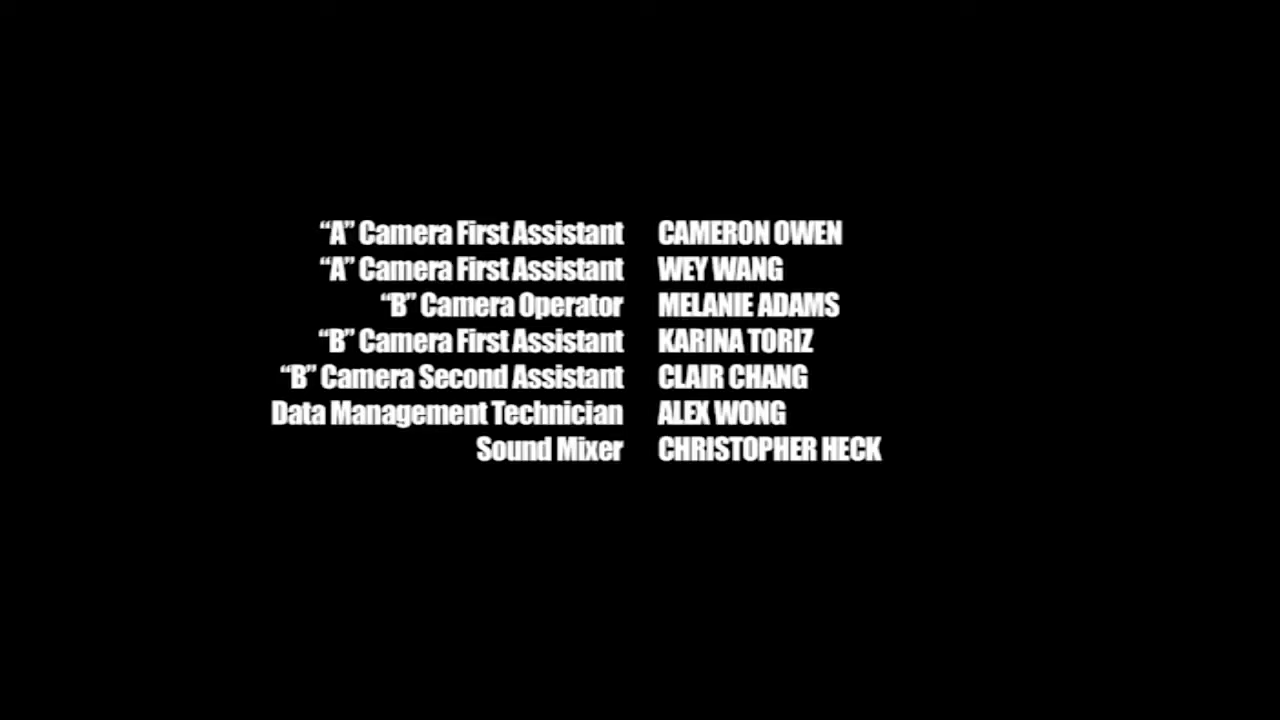 “A” Camera First Assistant CAMERON OWEN
“A” Camera First Assistant WEY WANG
“B” Camera Operator MELANIE ADAMS
“B” Camera First Assistant KARINA TORIZ
“B” Camera Second Assistant CLAIR CHANG
Data Management Technician ALEX WONG
Sound Mixer CHRISTOPHER HECK